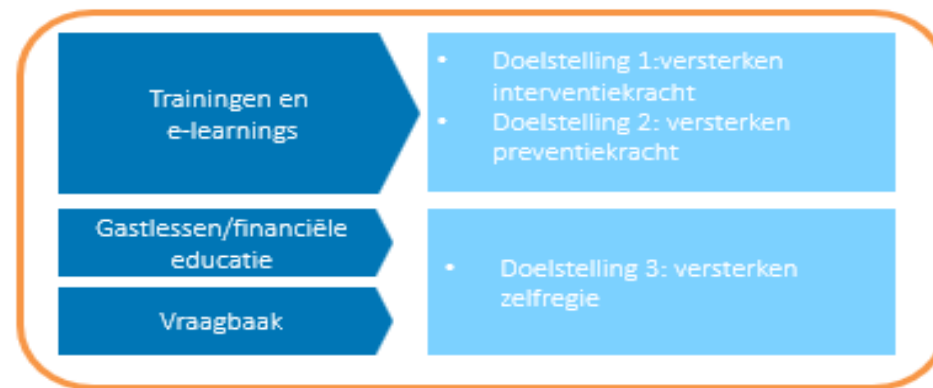 Trainingen en
e-learnings
• Doelstelling 1:versterken
interventiekracht
• Doelstelling 2: versterken
preventiekracht
Gastlessen/financiële
educatie
Vraagbaak
• Doelstelling 3: versterken
zelfregie